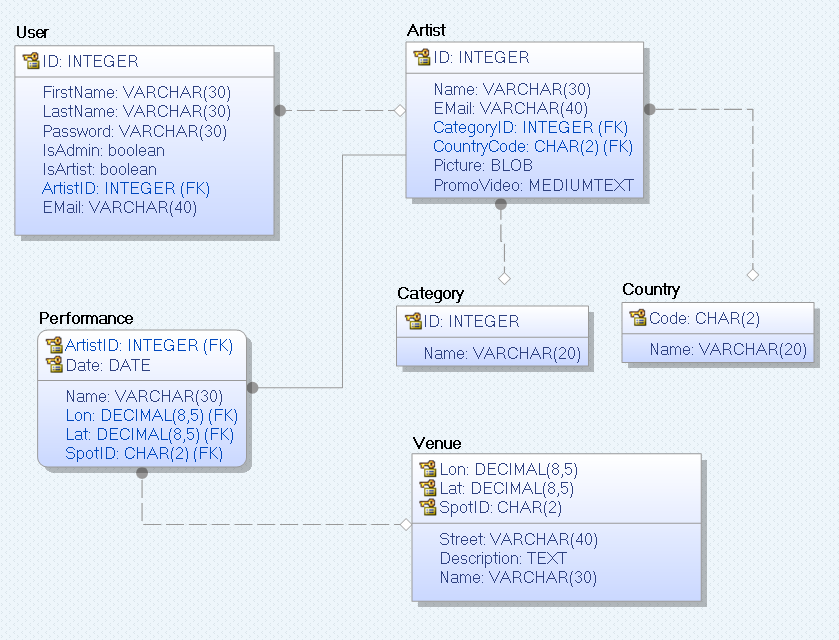 User
ID: INTEGER
FirstName: VARCHAR(30)
LastName: VARCHAR(30)
Password: VARCHAR(30)
IsAdmin: boolean
IsArtist: boolean
ArtistID: INTEGER (FK)
EMail: VARCHAR(40)
Artist
ID: INTEGER
Name: VARCHAR(30)
EMail: VARCHAR(40)
CategoryID: INTEGER (FK)
CountryCode: CHAR(2) (FK)
Picture: BLOB
PromoVideo: MEDIUMTEXT
Category
ID: INTEGER
Name: VARCHAR(20)
Country
Code: CHAR(2)
Name: VARCHAR(20)
Performance
ArtistID: INTEGER (FK)
Date: DATE
Name: VARCHAR(30)
Lon: DECIMAL(8,5) (FK)
Lat: DECIMAL(8,5) (FK)
SpotID: CHAR(2) (FK)
Venue
Lon: DECIMAL(8,5)
Lat: DECIMAL(8,5)
SpotID: CHAR(2)
Street: VARCHAR(40)
Description: TEXT
Name: VARCHAR(30)